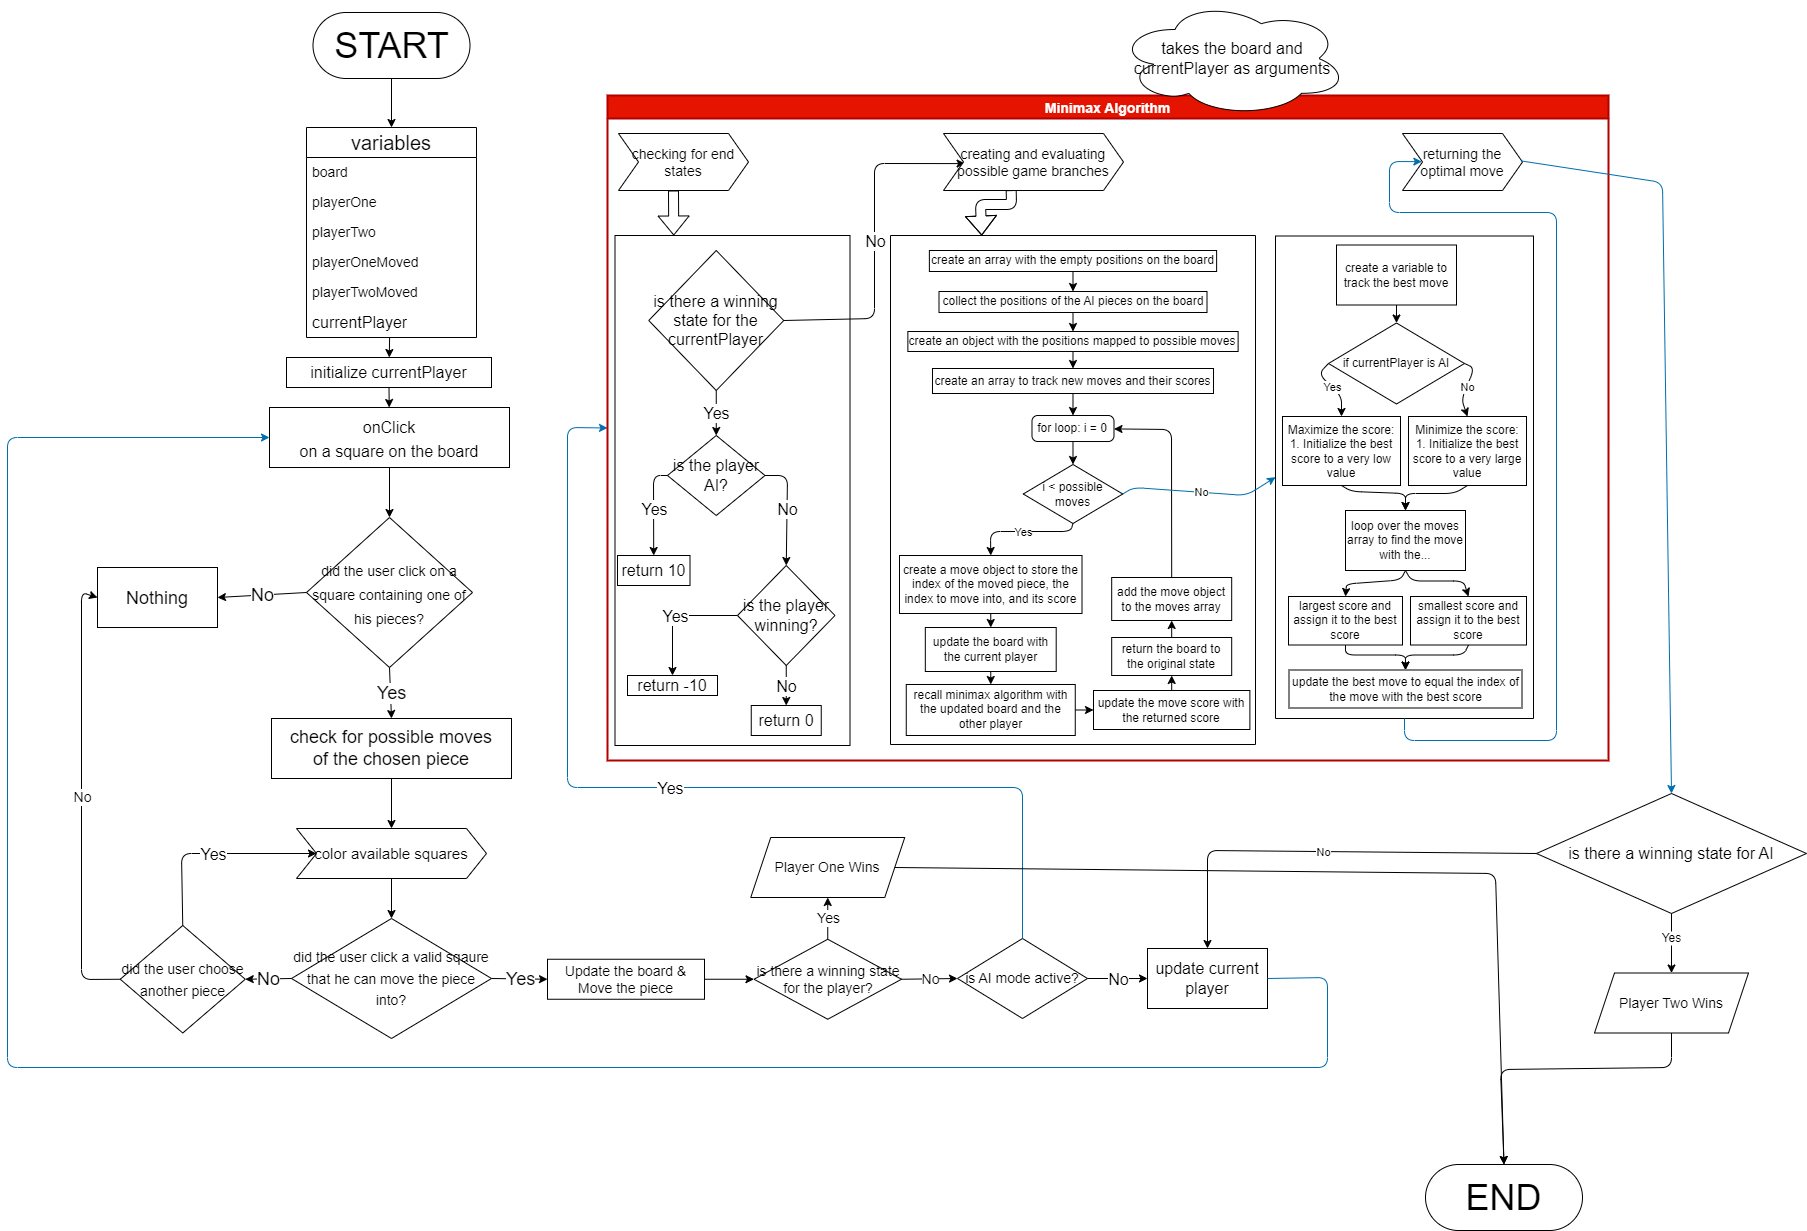 START
takes the board and
currentPlayer as arguments
Minimax Algorithm
variables
board
playerOne
playerTwo
playerOneMoved
playerTwoMoved
currentPlayer
initialize currentPlayer
onClick
on a square on the board
did the user click on a
square containing one of
his pieces?
No
Nothing
Yes
check for possible moves
of the chosen piece
No
Yes
color available squares
did the user choose
another piece
No
did the user click a valid sqaure
that he can move the piece
into?
Yes
Update the board &
Move the piece
is there a winning state
for the player?
Yes
Player One Wins
No
is AI mode active?
Yes
No
update current
player
checking for end
states
is there a winning
state for the
currentPlayer
No
Yes
is the player
AI?
Yes
No
return 10
is the player
winning?
Yes
return -10
No
return 0
creating and evaluating
possible game branches
create an array with the empty positions on the board
collect the positions of the AI pieces on the board
create an object with the positions mapped to possible moves
create an array to track new moves and their scores
for loop: i = 0
i < possible
moves
No
Yes
create a move object to store the
index of the moved piece, the
index to move into, and its score
update the board with
the current player
recall minimax algorithm with
the updated board and the
other player
update the move score with
the returned score
return the board to
the original state
add the move object
to the moves array
returning the
optimal move
create a variable to
track the best move
if currentPlayer is AI
Yes
No
Maximize the score:
1. Initialize the best
score to a very low
value
Minimize the score:
1. Initialize the best
score to a very large
value
loop over the moves
array to find the move
with the...
largest score and
assign it to the best
score
smallest score and
assign it to the best
score
update the best move to equal the index of
the move with the best score
is there a winning state for AI
No
Yes
Player Two Wins
END